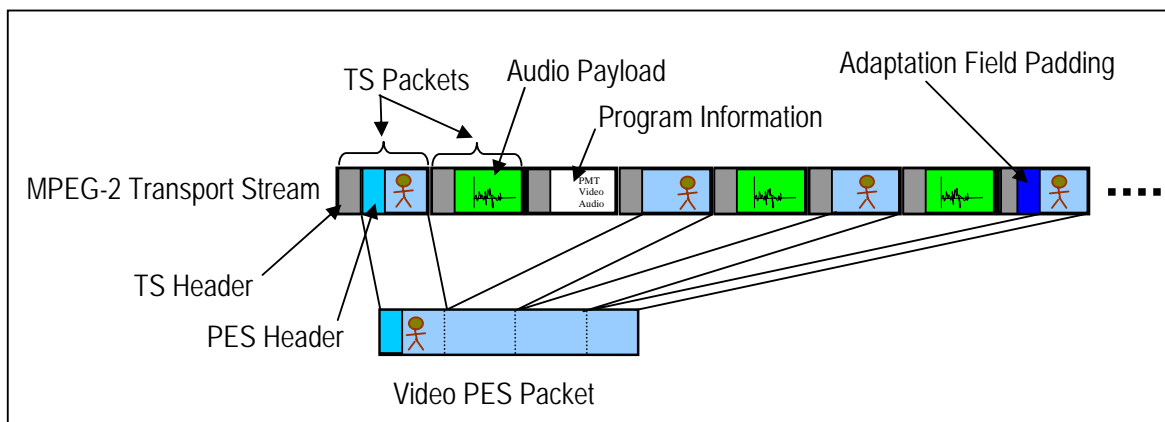 TS Packets
Audio Payload
Adaptation Field Padding
Program Information
MPEG-2 Transport Stream
PMT
Video
Audio
TS Header
PES Header
Video PES Packet